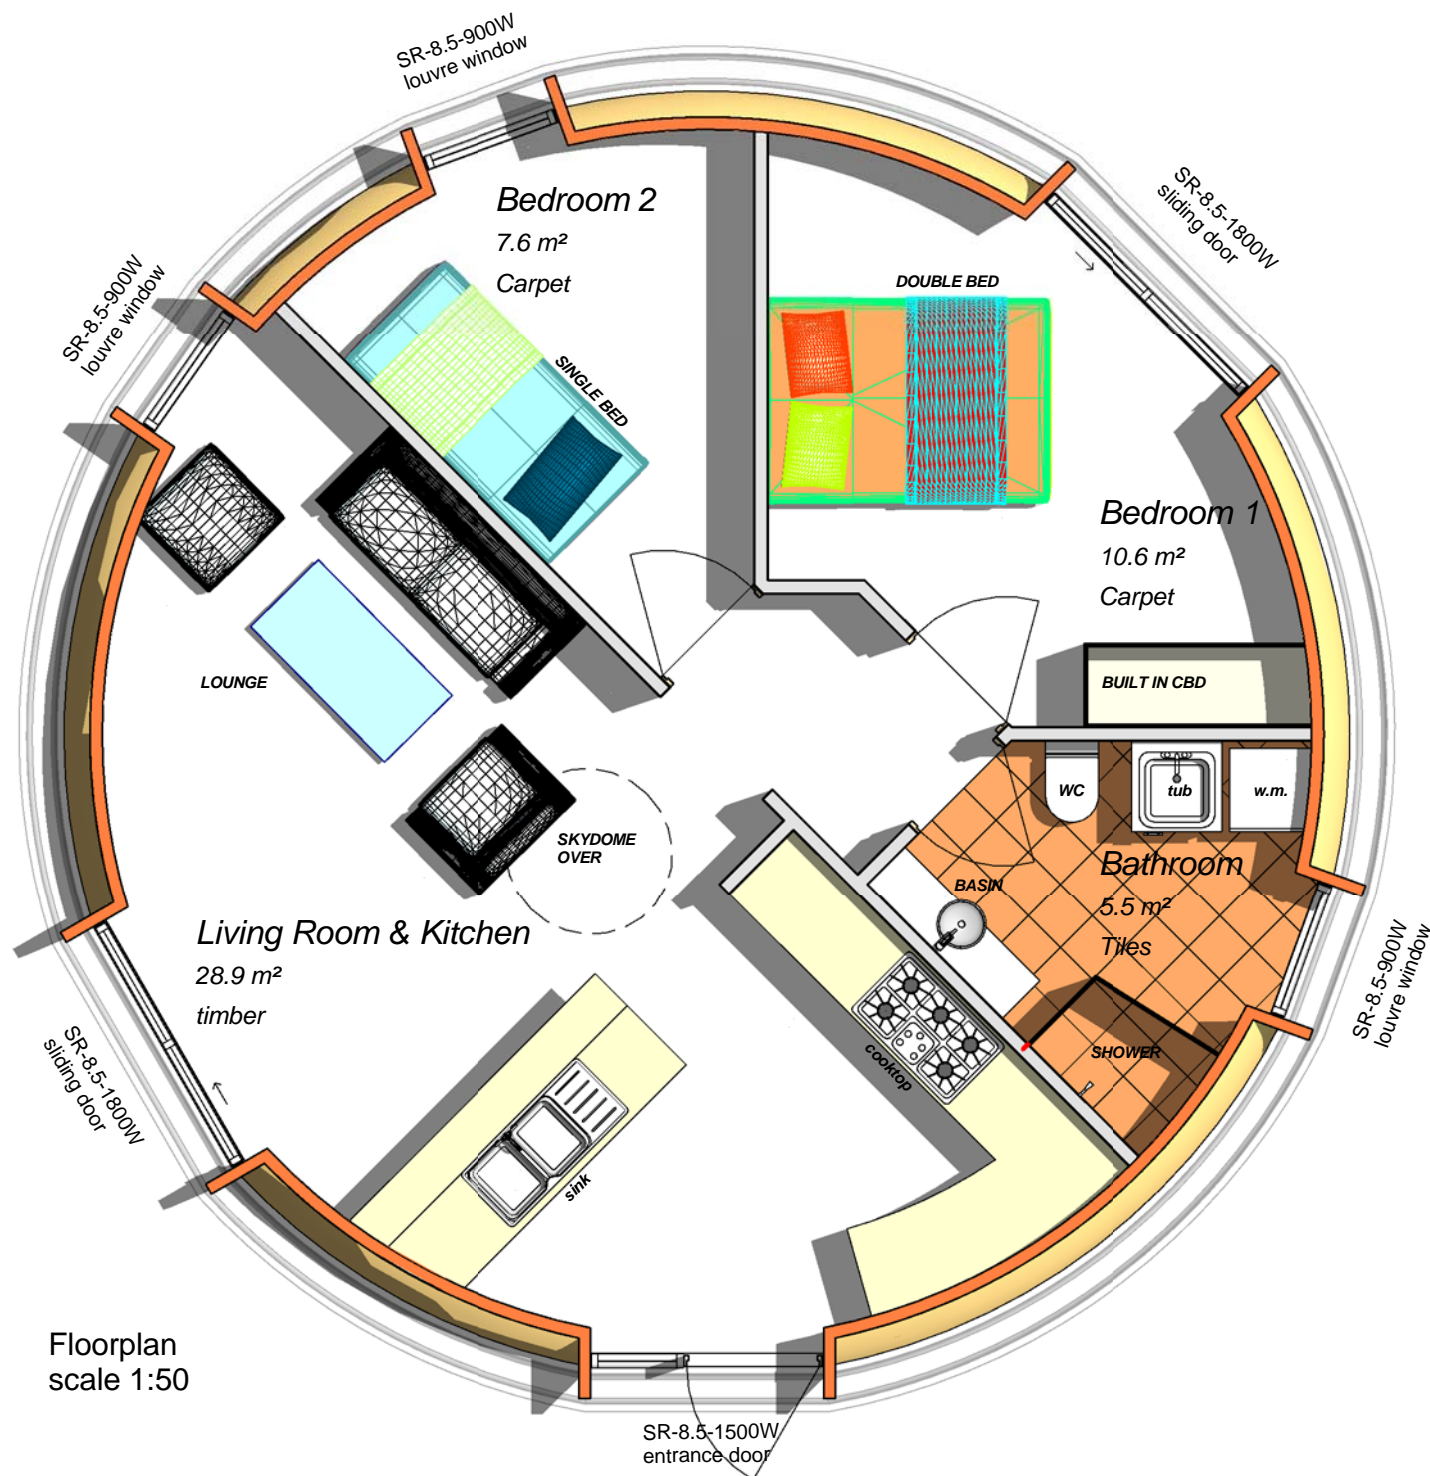 SR-8.5-900W
louvre window
SR-8.5-1800W
sliding door
Bedroom 2
7.6 m²
Carpet
SR-8.5-900W
louvre window
DOUBLE BED
SINGLE BED
Bedroom 1
10.6 m²
Carpet
LOUNGE
BUILT IN CBD
WC
tub
w.m.
SKYDOME
OVER
Bathroom
5.5 m²
Tiles
BASIN
Living Room & Kitchen
28.9 m²
timber
SR-8.5-900W
louvre window
SR-8.5-1800W
sliding door
cooktop
SHOWER
sink
Floorplan
scale 1:50
SR-8.5-1500W
entrance door